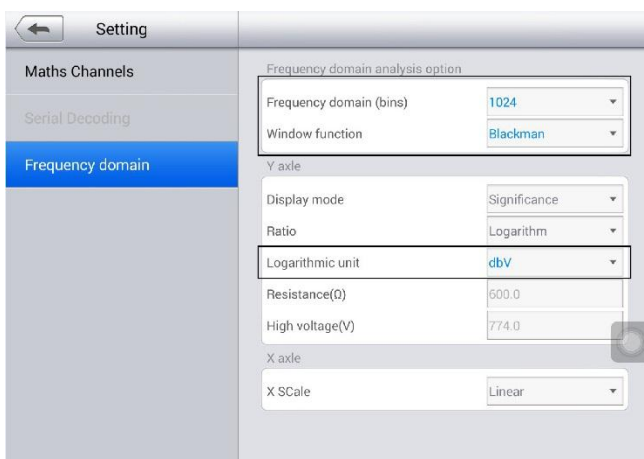 Setting
Maths Channels
Serial Decoding
Frequency domain
Frequency domain analysis option
Frequency domain (bins) 1024
Window function Blackman
Y axle
Display mode Significance
Ratio Logarithm
Logarithmic unit dbV
Resistance(Ω) 600.0
High voltage(V) 774.0
X axle
X SCale Linear